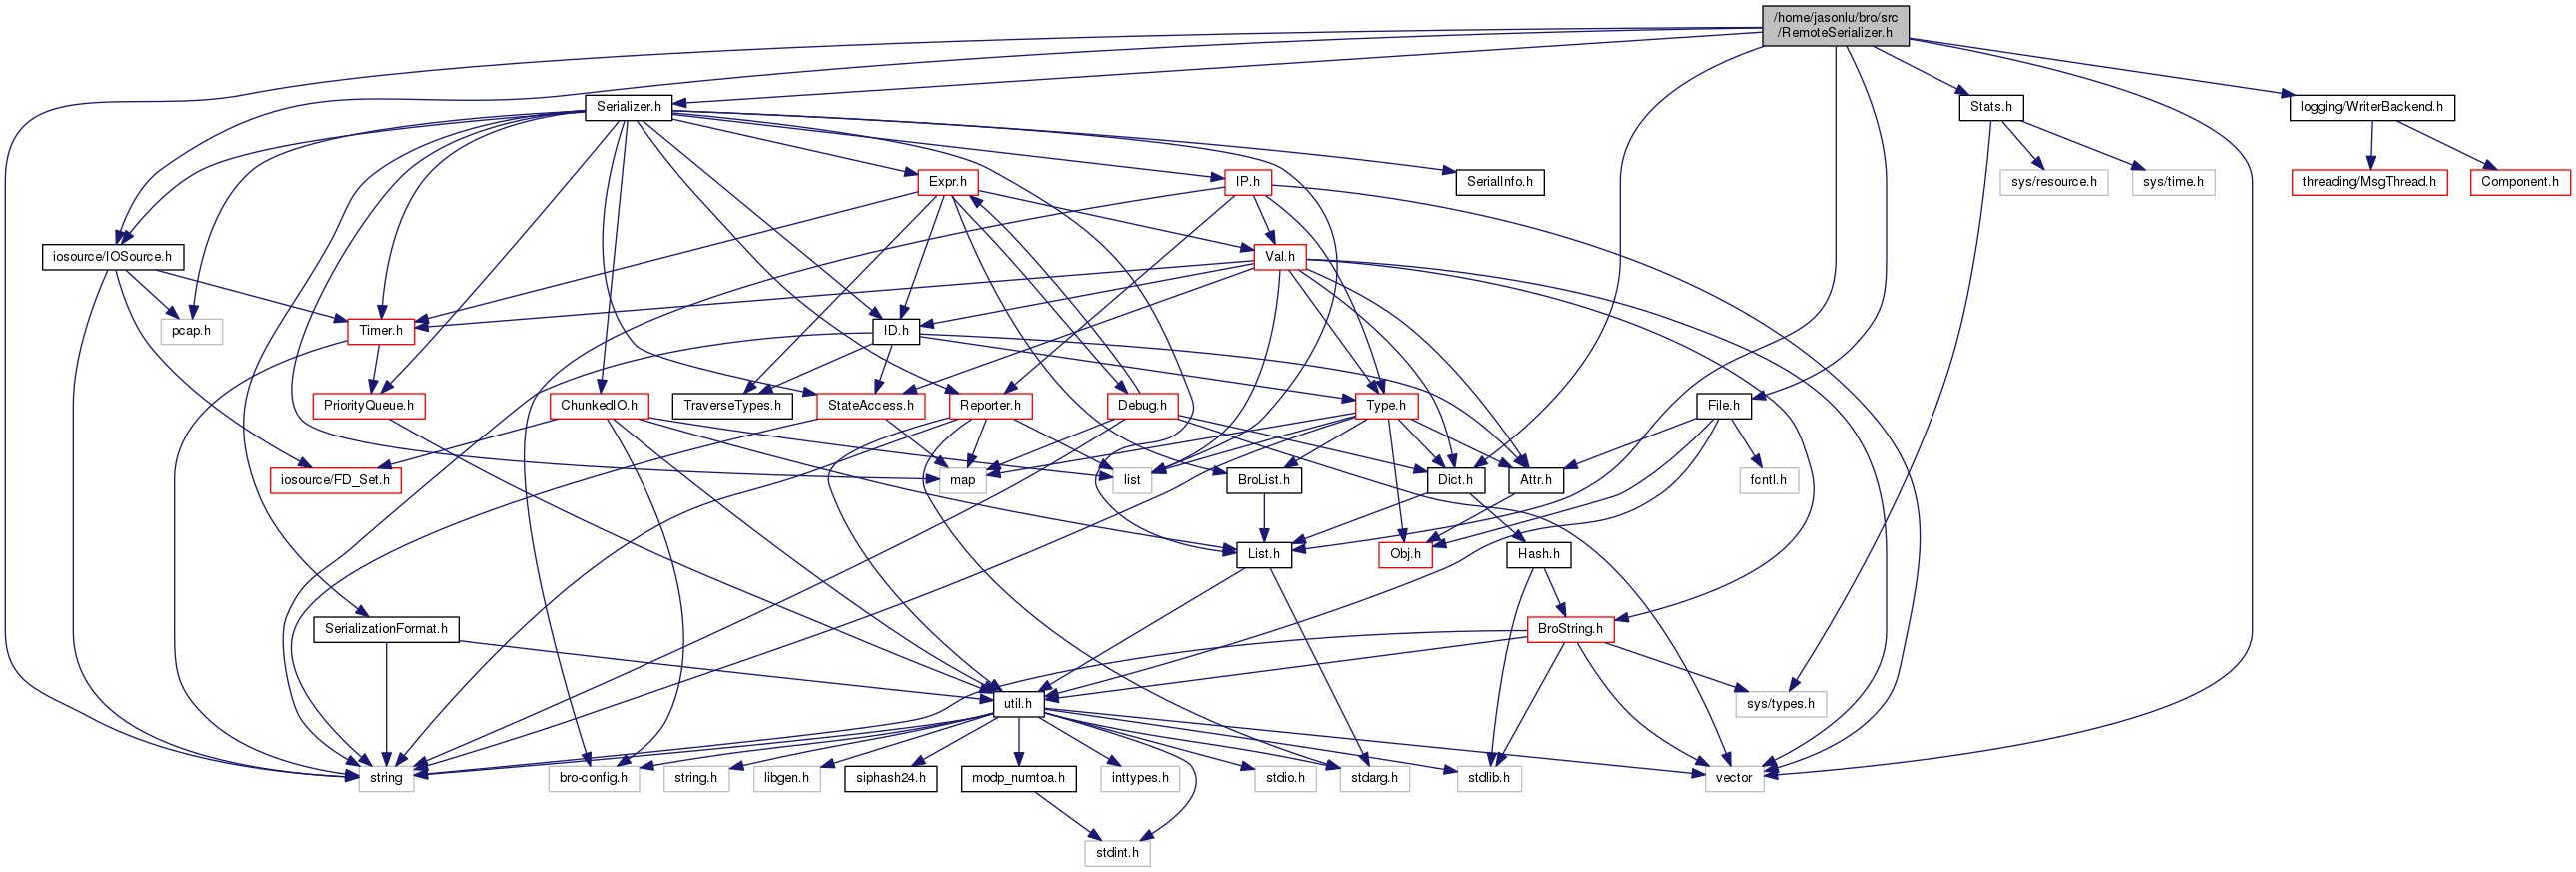 /home/jasonlu/bro/src
/RemoteSerializer.h
Serializer.h
Stats.h
logging/WriterBackend.h
Expr.h
IP.h
SerialInfo.h
sys/resource.h
sys/time.h
threading/MsgThread.h
Component.h
iosource/IOSource.h
Val.h
pcap.h
Timer.h
ID.h
PriorityQueue.h
ChunkedIO.h
TraverseTypes.h
StateAccess.h
Reporter.h
Debug.h
Type.h
File.h
iosource/FD_Set.h
map
list
BroList.h
Dict.h
Attr.h
fcntl.h
List.h
Obj.h
Hash.h
SerializationFormat.h
BroString.h
util.h
sys/types.h
string
bro-config.h
string.h
libgen.h
siphash24.h
modp_numtoa.h
inttypes.h
stdio.h
stdarg.h
stdlib.h
vector
stdint.h